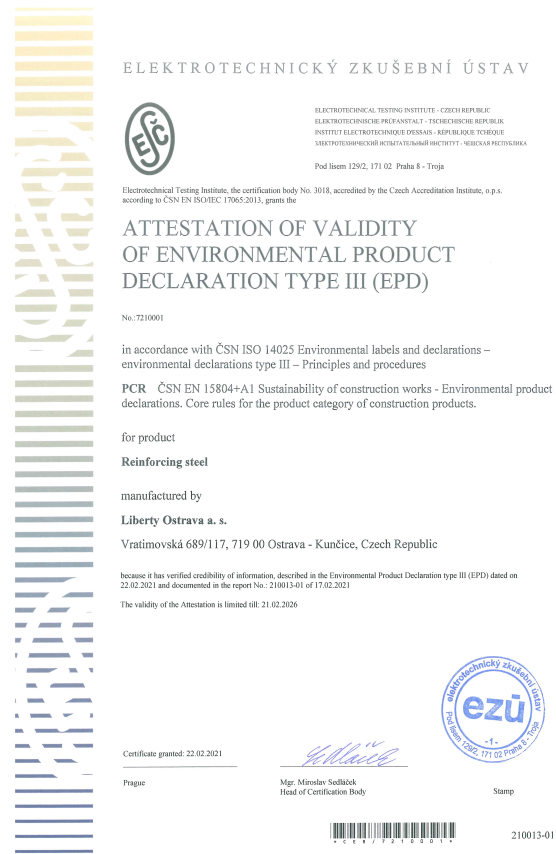 ELEKTROTECHNICKÝ ZKUŠEBNÍ ÚSTAV
ELECTROTECHNICAL TESTING INSTITUTE - CZECH REPUBLIC
ELEKTROTECHNISCHE PRÜFANSTALT - TSCHECHISCHE REPUBLIK
INSTITUT ELECTROTECHNIQUE D'ESSAIS - RÉPUBLIQUE TCHÈQUE
ЭЛЕКТРОТЕХНИЧЕСКИЙ ИСПЫТАТЕЛЬНЫЙ ИНСТИТУТ - ЧЕШСКАЯ РЕСПУБЛИКА
Pod lisem 129/2, 171 02 Praha 8 - Troja
ESČ
Electrotechnical Testing Institute, the certification body No. 3018, accredited by the Czech Accreditation Institute, o.p.s.
according to ČSN EN ISO/IEC 17065:2013, grants the
ATTESTATION OF VALIDITY
OF ENVIRONMENTAL PRODUCT
DECLARATION TYPE III (EPD)
No.:7210001
in accordance with ČSN ISO 14025 Environmental labels and declarations –
environmental declarations type III – Principles and procedures
PCR ČSN EN 15804+A1 Sustainability of construction works - Environmental product
declarations. Core rules for the product category of construction products.
for product
Reinforcing steel
manufactured by
Liberty Ostrava a. s.
Vratimovská 689/117, 719 00 Ostrava - Kunčice, Czech Republic
because it has verified credibility of information, described in the Environmental Product Declaration type III (EPD) dated on
22.02.2021 and documented in the report No.: 210013-01 of 17.02.2021
The validity of the Attestation is limited till: 21.02.2026
elektrotechnický zkušební ústav
ezú
-1-
Pod lisem 129/2, 171 02 Praha 8 - Troja
Certificate granted: 22.02.2021
Sedláček
Prague
Mgr. Miroslav Sedláček
Head of Certification Body
Stamp
*CE8/7210001*
210013-01